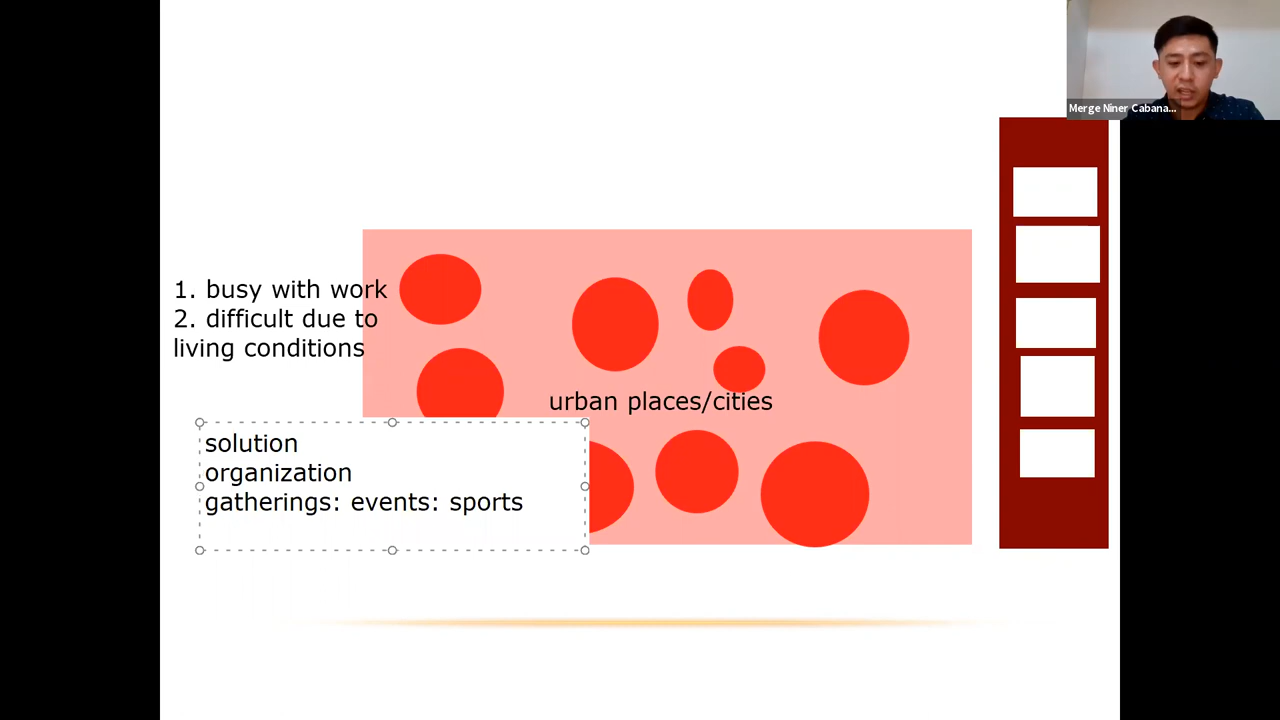 Merge Niner Cabana...
1. busy with work
2. difficult due to
living conditions
urban places/cities
solution
organization
gatherings: events: sports